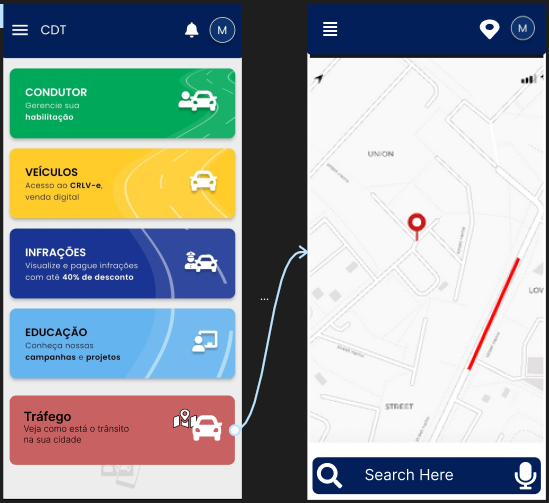 CDT
M
CONDUTOR
Gerencie sua
habilitação
VEÍCULOS
Acesso ao CRLV-e,
venda digital
INFRAÇÕES
Visualize e pague infrações
com até 40% de desconto
EDUCAÇÃO
Conheça nossas
campanhas e projetos
Tráfego
Veja como está o trânsito
na sua cidade
...
M
UNION
LOV
STREET
Search Here